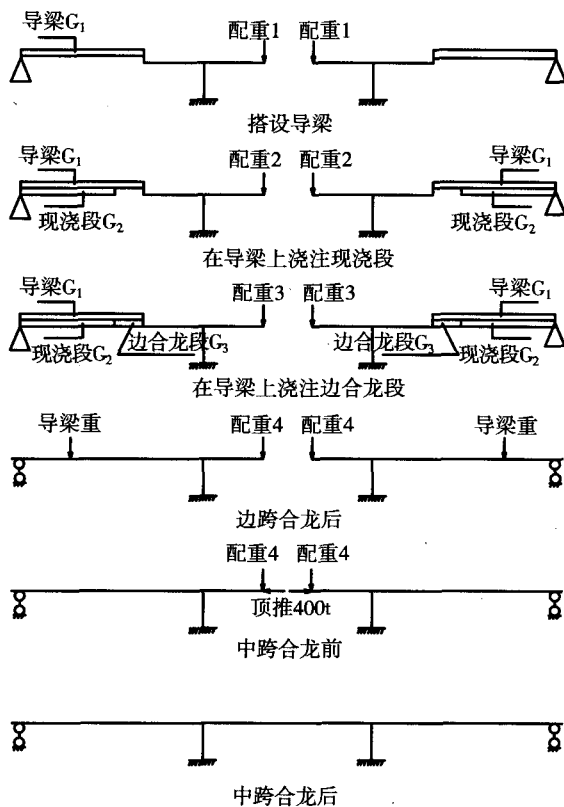 导梁G₁ 配重1 配重1
搭设导梁
导梁G₁ 配重2 配重2 导梁G₁
现浇段G₂ 现浇段G₂
在导梁上浇注现浇段
导梁G₁ 配重3 配重3 导梁G₁
现浇段G₂ 边合龙段G₃ 边合龙段G₃ 现浇段G₂
在导梁上浇注边合龙段
导梁重 配重4 配重4 导梁重
边跨合龙后
配重4 配重4
顶推400t
中跨合龙前
中跨合龙后